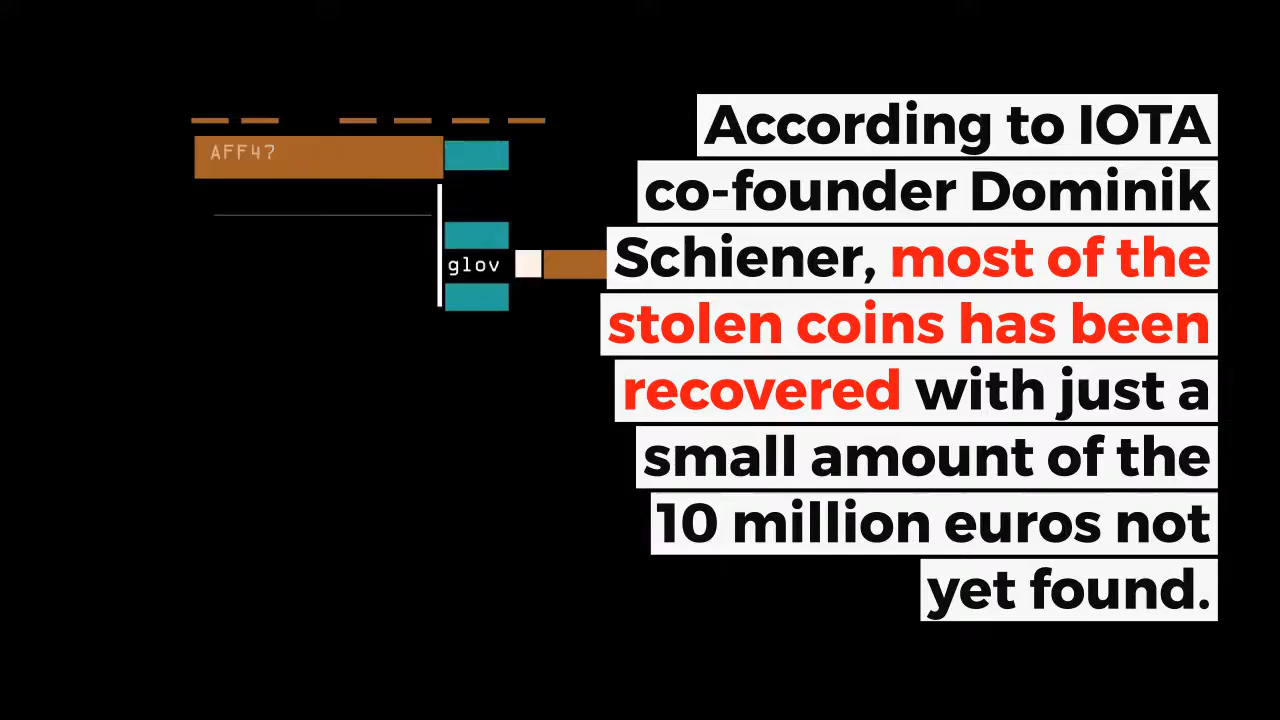 AFF47
glov
According to IOTA
co-founder Dominik
Schiener, most of the
stolen coins has been
recovered with just a
small amount of the
10 million euros not
yet found.